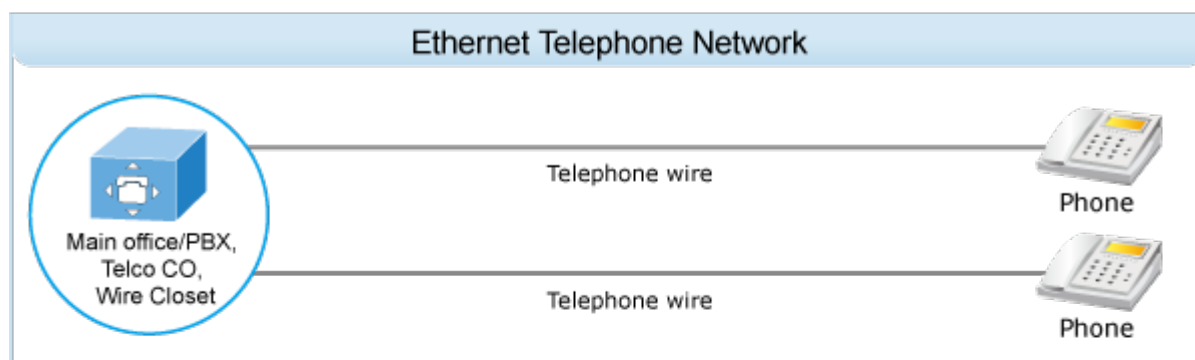 Ethernet Telephone Network
Telephone wire
Phone
Main office/PBX,
Telco CO,
Wire Closet
Telephone wire
Phone